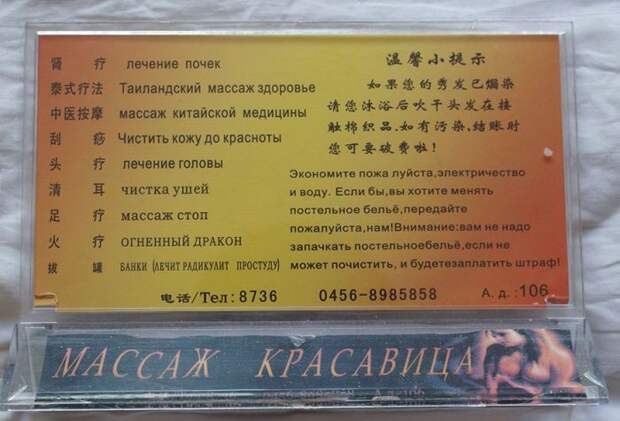 肾 疗 лечение почек
泰式疗法 Таиландский массаж здоровье
中医按摩 массаж китайской медицины
刮 痧 Чистить кожу до красноты
头 疗 лечение головы
清 耳 чистка ушей
足 疗 массаж стоп
火 疗 ОГНЕННЫЙ ДРАКОН
拔 罐 БАНКИ (ЛЕЧИТ РАДИКУЛИТ ПРОСТУДУ)
温馨小提示
如果您的秀发已焗染
请您沐浴后吹干头发在接
触棉织品.如有污染,结账时
您可要破费啦!
Экономите пожа луйста,электричество
и воду. Если бы,вы хотите менять
постельное бельё,передайте
пожалуйста,нам!Внимание:вам не надо
запачкать постельноебельё,если не
может почистить, и будетезаплатить штраф!
电话/Тел: 8736 0456-8985858 А. д. :106
МАССАЖ КРАСАВИЦА